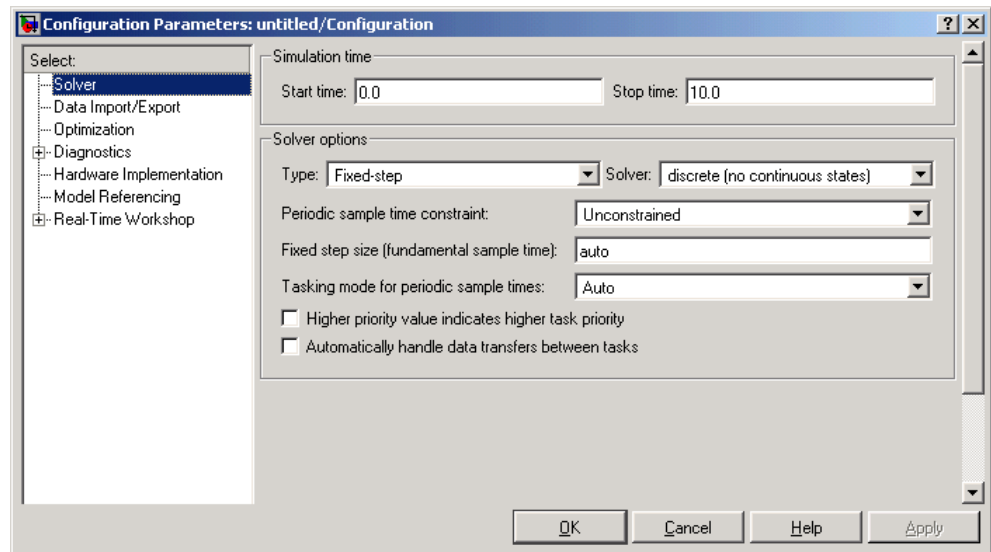 Configuration Parameters: untitled/Configuration
Select:
Solver
Data Import/Export
Optimization
Diagnostics
Hardware Implementation
Model Referencing
Real-Time Workshop
Simulation time
Start time: 0.0 Stop time: 10.0
Solver options
Type: Fixed-step Solver: discrete (no continuous states)
Periodic sample time constraint: Unconstrained
Fixed step size (fundamental sample time): auto
Tasking mode for periodic sample times: Auto
Higher priority value indicates higher task priority
Automatically handle data transfers between tasks
OK Cancel Help Apply